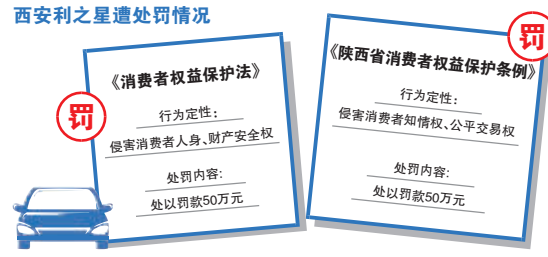 西安利之星遭处罚情况
罚
《消费者权益保护法》
行为定性：
侵害消费者人身、财产安全权
处罚内容：
处以罚款50万元
罚
《陕西省消费者权益保护条例》
行为定性：
侵害消费者知情权、公平交易权
处罚内容：
处以罚款50万元